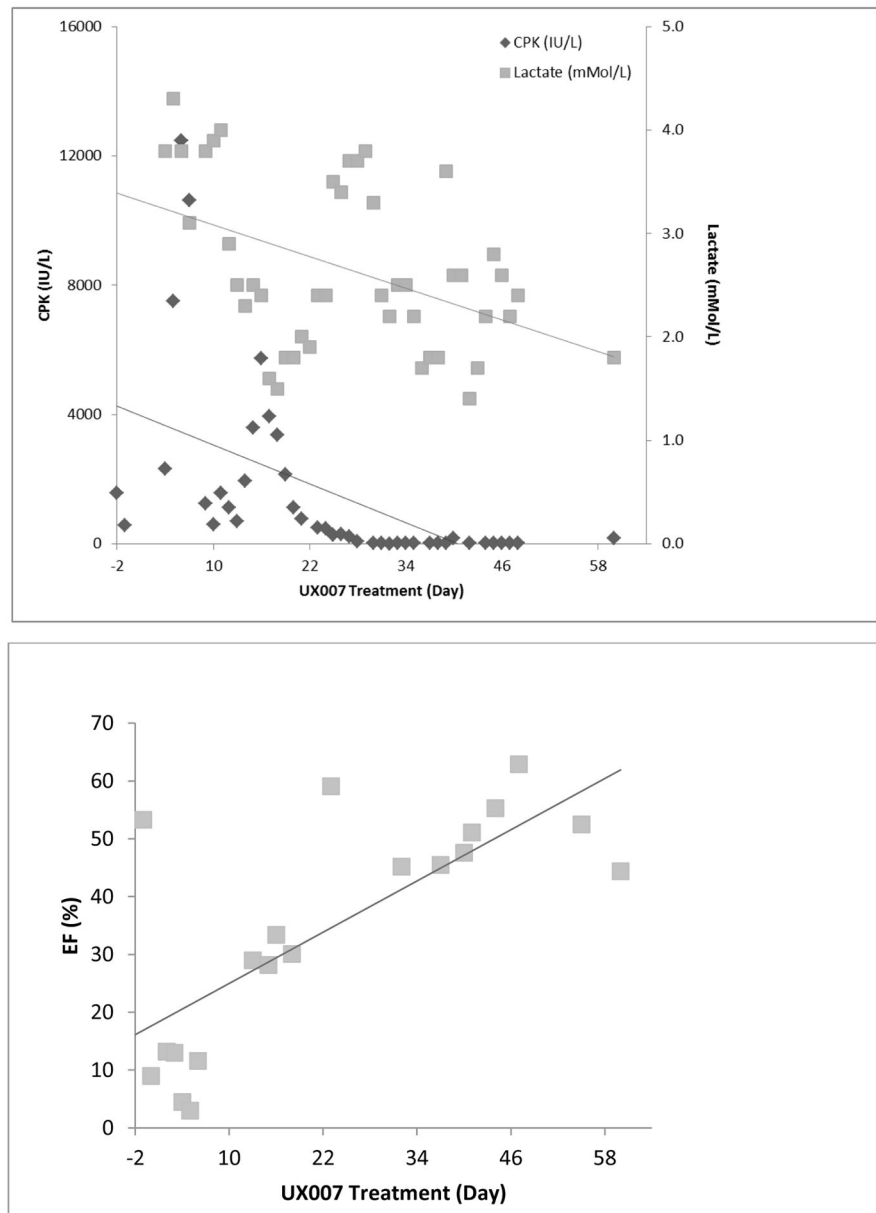 16000
12000
8000
4000
0
CPK (IU/L)
CPK (IU/L)
Lactate (mMol/L)
5.0
4.0
3.0
2.0
1.0
0.0
Lactate (mMol/L)
-2 10 22 34 46 58
UX007 Treatment (Day)
70
60
50
40
30
20
10
0
EF (%)
-2 10 22 34 46 58
UX007 Treatment (Day)